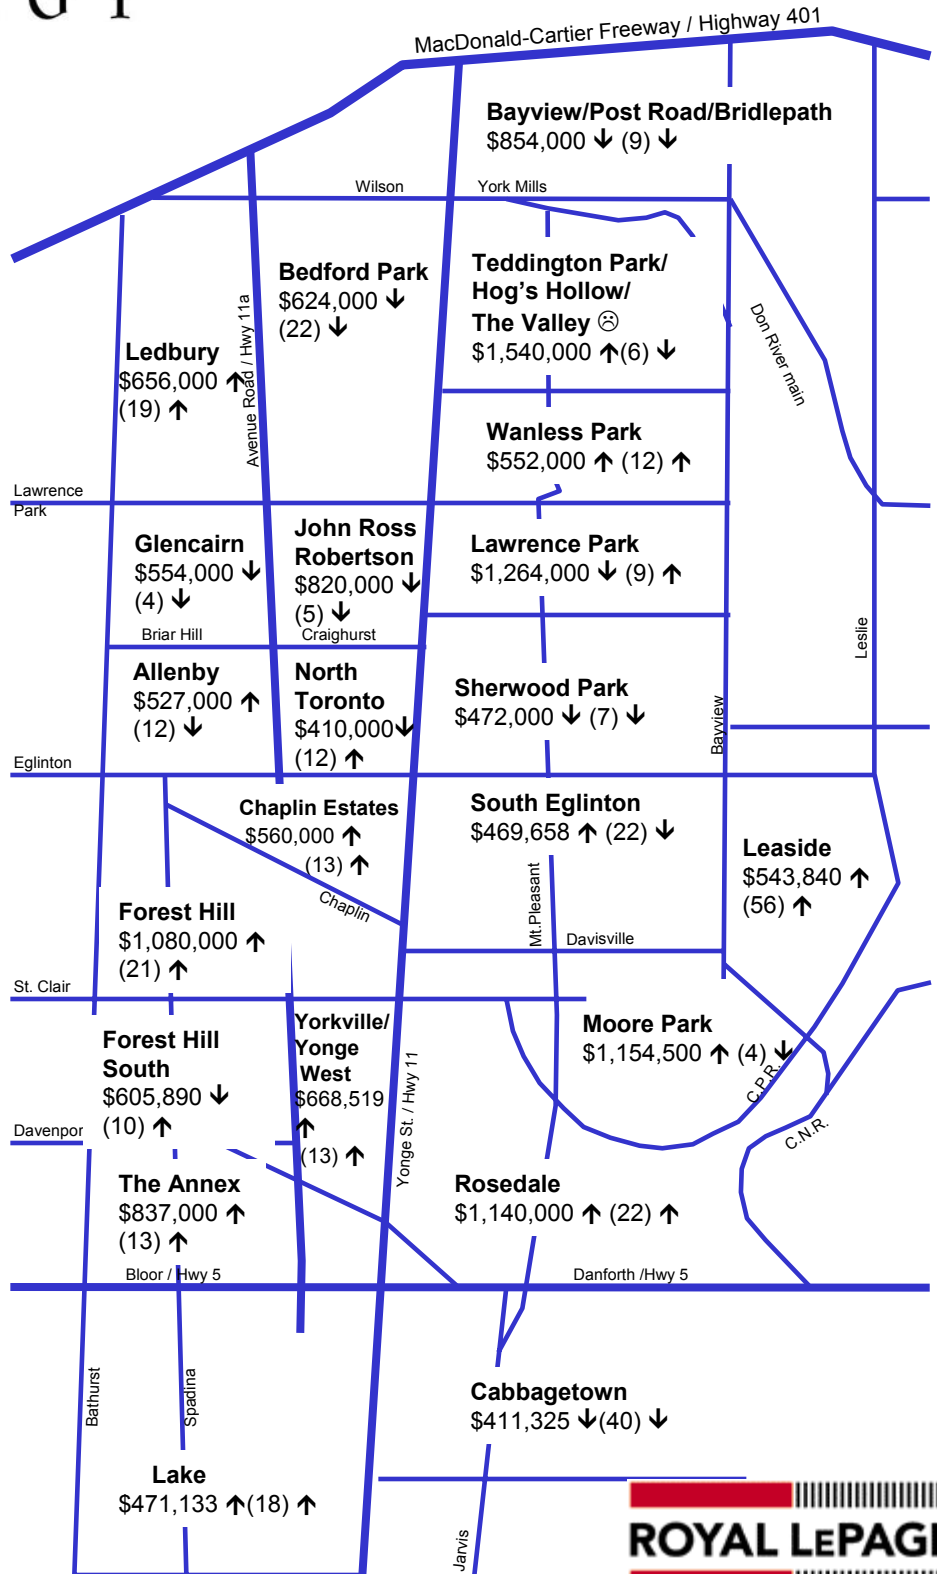 G Y
MacDonald-Cartier Freeway / Highway 401
Bayview/Post Road/Bridlepath
$854,000 ↓ (9) ↓
Wilson
York Mills
Bedford Park
$624,000 ↓
(22) ↓
Teddington Park/
Hog's Hollow/
The Valley ☹
$1,540,000 ↑(6) ↓
Don River main
Avenue Road / Hwy 11a
Ledbury
$656,000 ↑
(19) ↑
Wanless Park
$552,000 ↑ (12) ↑
Lawrence
Park
Glencairn
$554,000 ↓
(4) ↓
John Ross
Robertson
$820,000 ↓
(5) ↓
Lawrence Park
$1,264,000 ↓ (9) ↑
Briar Hill
Craighurst
Leslie
Allenby
$527,000 ↑
(12) ↓
North
Toronto
$410,000↓
(12) ↑
Sherwood Park
$472,000 ↓ (7) ↓
Bayview
Eglinton
Chaplin Estates
$560,000 ↑
(13) ↑
South Eglinton
$469,658 ↑ (22) ↓
Leaside
$543,840 ↑
(56) ↑
Chaplin
Mt.Pleasant
Davisville
Forest Hill
$1,080,000 ↑
(21) ↑
St. Clair
Forest Hill
South
$605,890 ↓
(10) ↑
Yorkville/
Yonge
West
$668,519
↑
(13) ↑
Yonge St. / Hwy 11
Moore Park
$1,154,500 ↑ (4) ↓
C.P.R.
C.N.R.
Davenpor
The Annex
$837,000 ↑
(13) ↑
Rosedale
$1,140,000 ↑ (22) ↑
Bloor / Hwy 5
Danforth /Hwy 5
Bathurst
Spadina
Cabbagetown
$411,325 ↓(40) ↓
Lake
$471,133 ↑(18) ↑
Jarvis
ROYAL LEPAGE